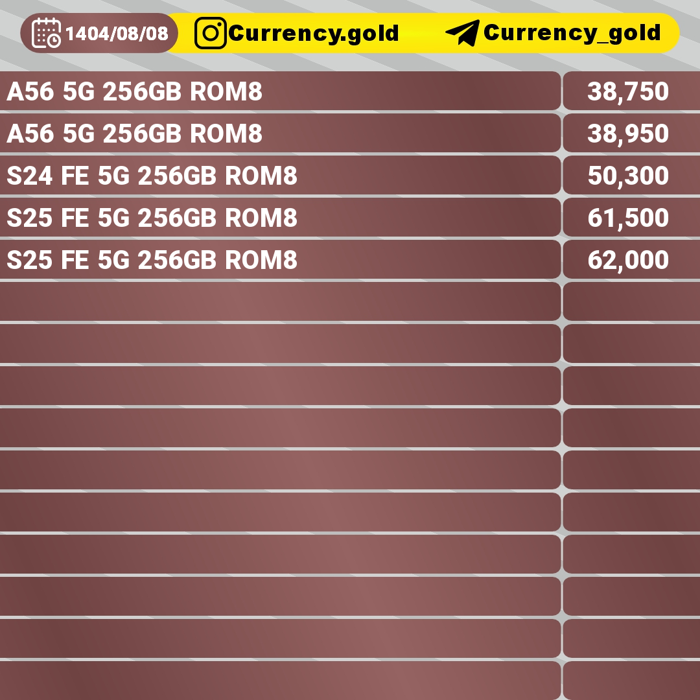 1404/08/08 Currency.gold Currency_gold
A56 5G 256GB ROM8 38,750
A56 5G 256GB ROM8 38,950
S24 FE 5G 256GB ROM8 50,300
S25 FE 5G 256GB ROM8 61,500
S25 FE 5G 256GB ROM8 62,000